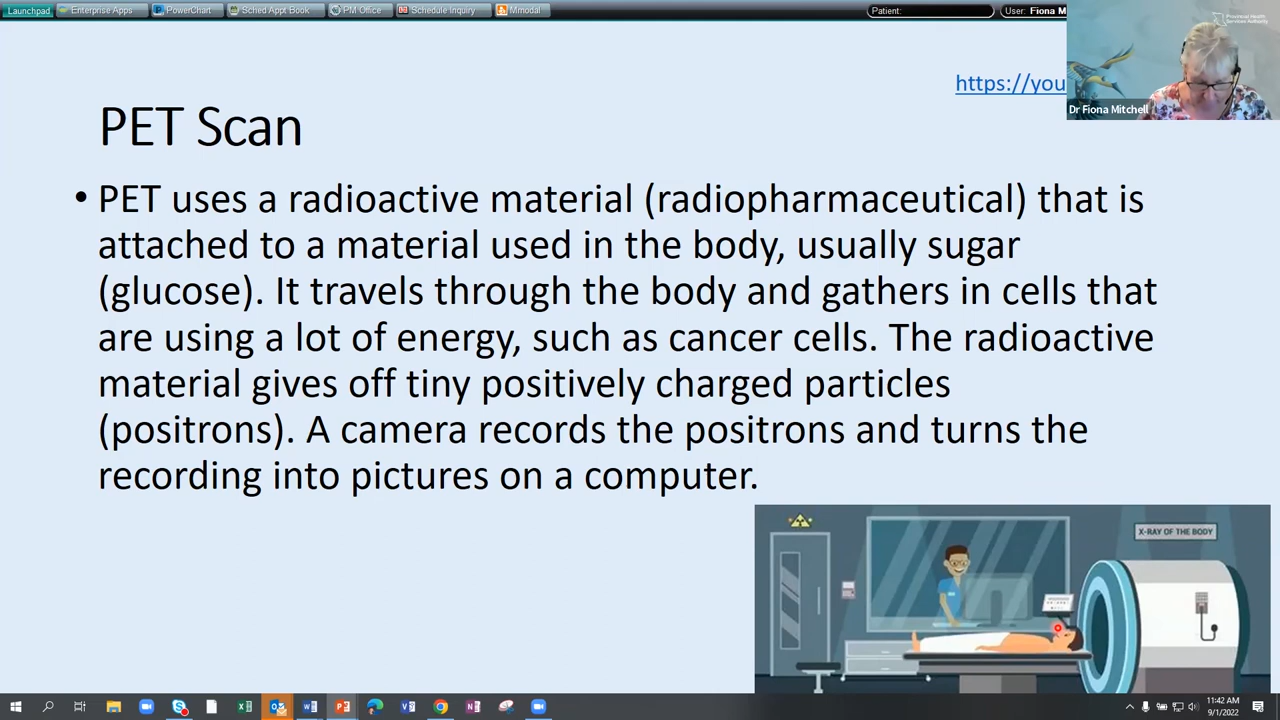 Launchpad Enterprise Apps PowerChart Sched Appt Book PM Office Schedule Inquiry Mmodal Patient: User: Fiona M
Provincial Health
Services Authority
https://you
Dr Fiona Mitchell
PET Scan
• PET uses a radioactive material (radiopharmaceutical) that is
attached to a material used in the body, usually sugar
(glucose). It travels through the body and gathers in cells that
are using a lot of energy, such as cancer cells. The radioactive
material gives off tiny positively charged particles
(positrons). A camera records the positrons and turns the
recording into pictures on a computer.
X-RAY OF THE BODY
11:42 AM
9/1/2022